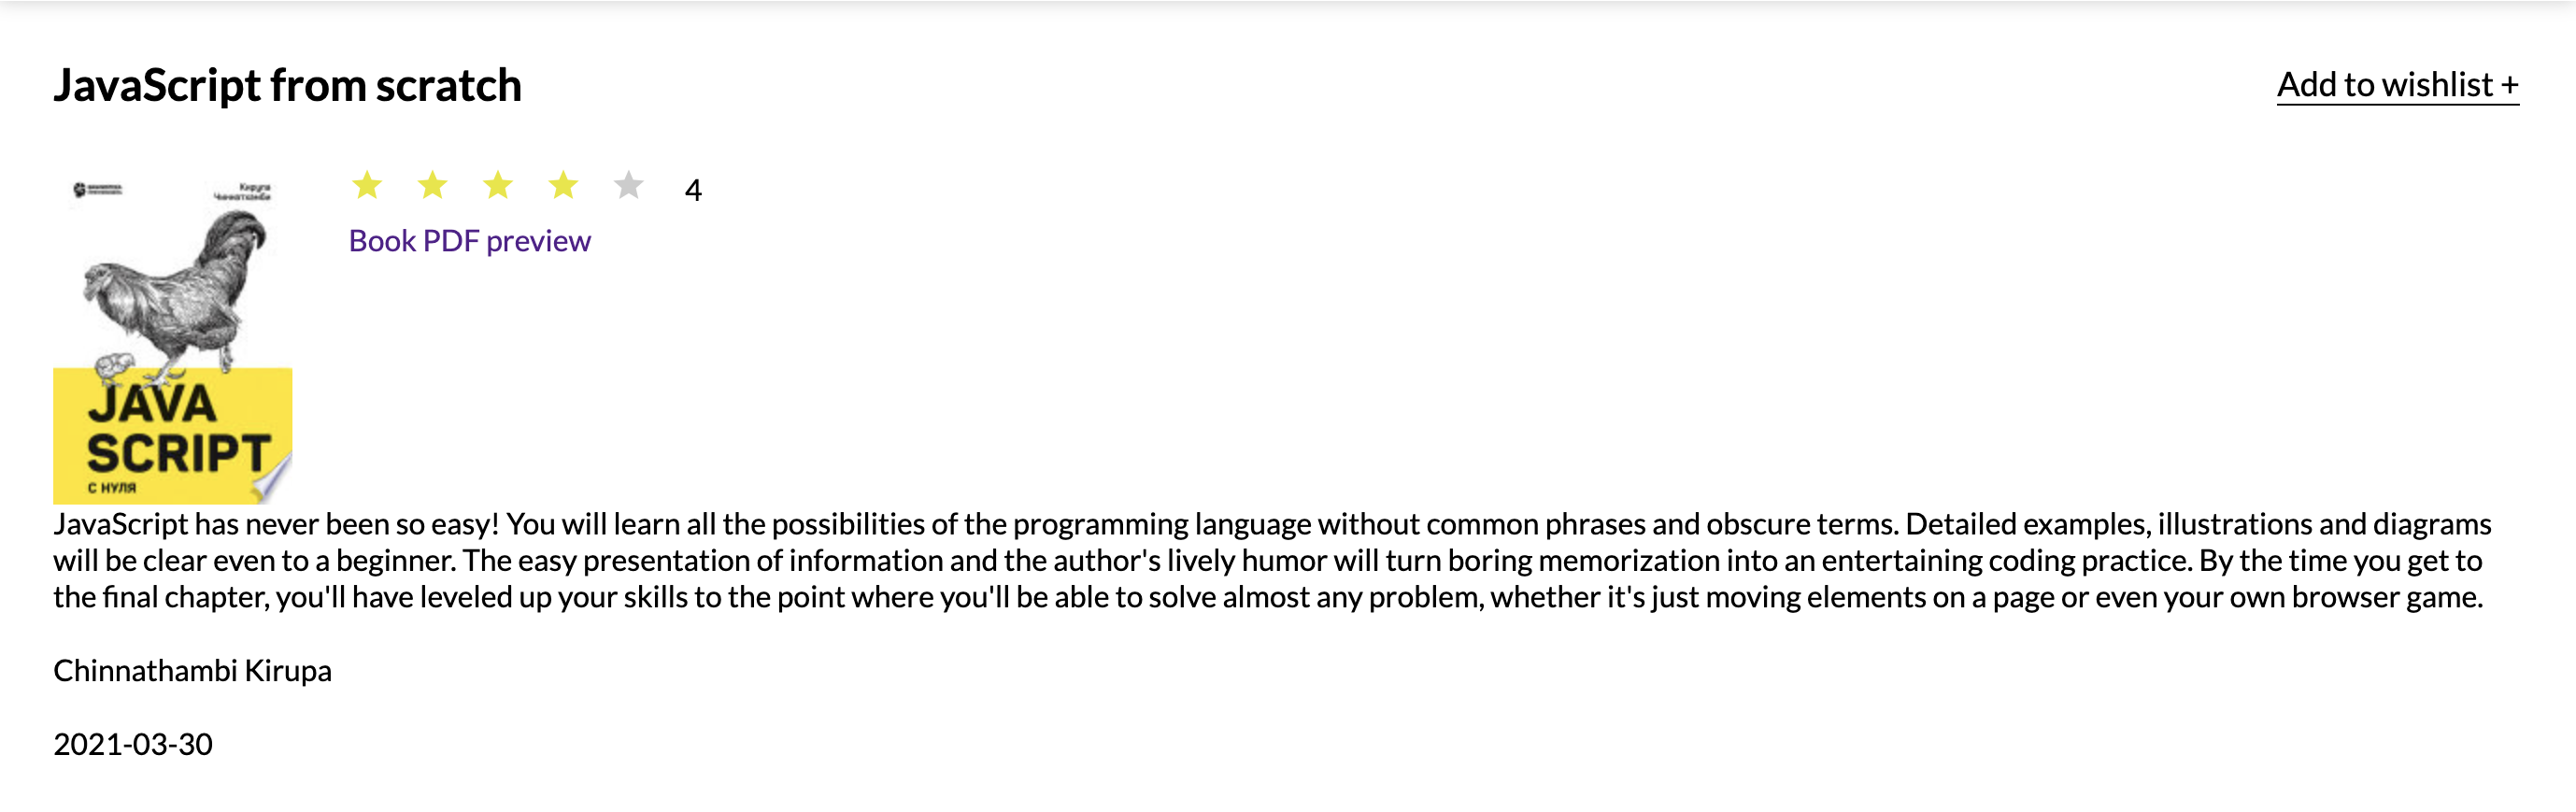 JavaScript from scratch
Add to wishlist +
4
Book PDF preview
Кирупа
Чиннатхамби
JAVA
SCRIPT
С НУЛЯ
JavaScript has never been so easy! You will learn all the possibilities of the programming language without common phrases and obscure terms. Detailed examples, illustrations and diagrams
will be clear even to a beginner. The easy presentation of information and the author's lively humor will turn boring memorization into an entertaining coding practice. By the time you get to
the final chapter, you'll have leveled up your skills to the point where you'll be able to solve almost any problem, whether it's just moving elements on a page or even your own browser game.
Chinnathambi Kirupa
2021-03-30